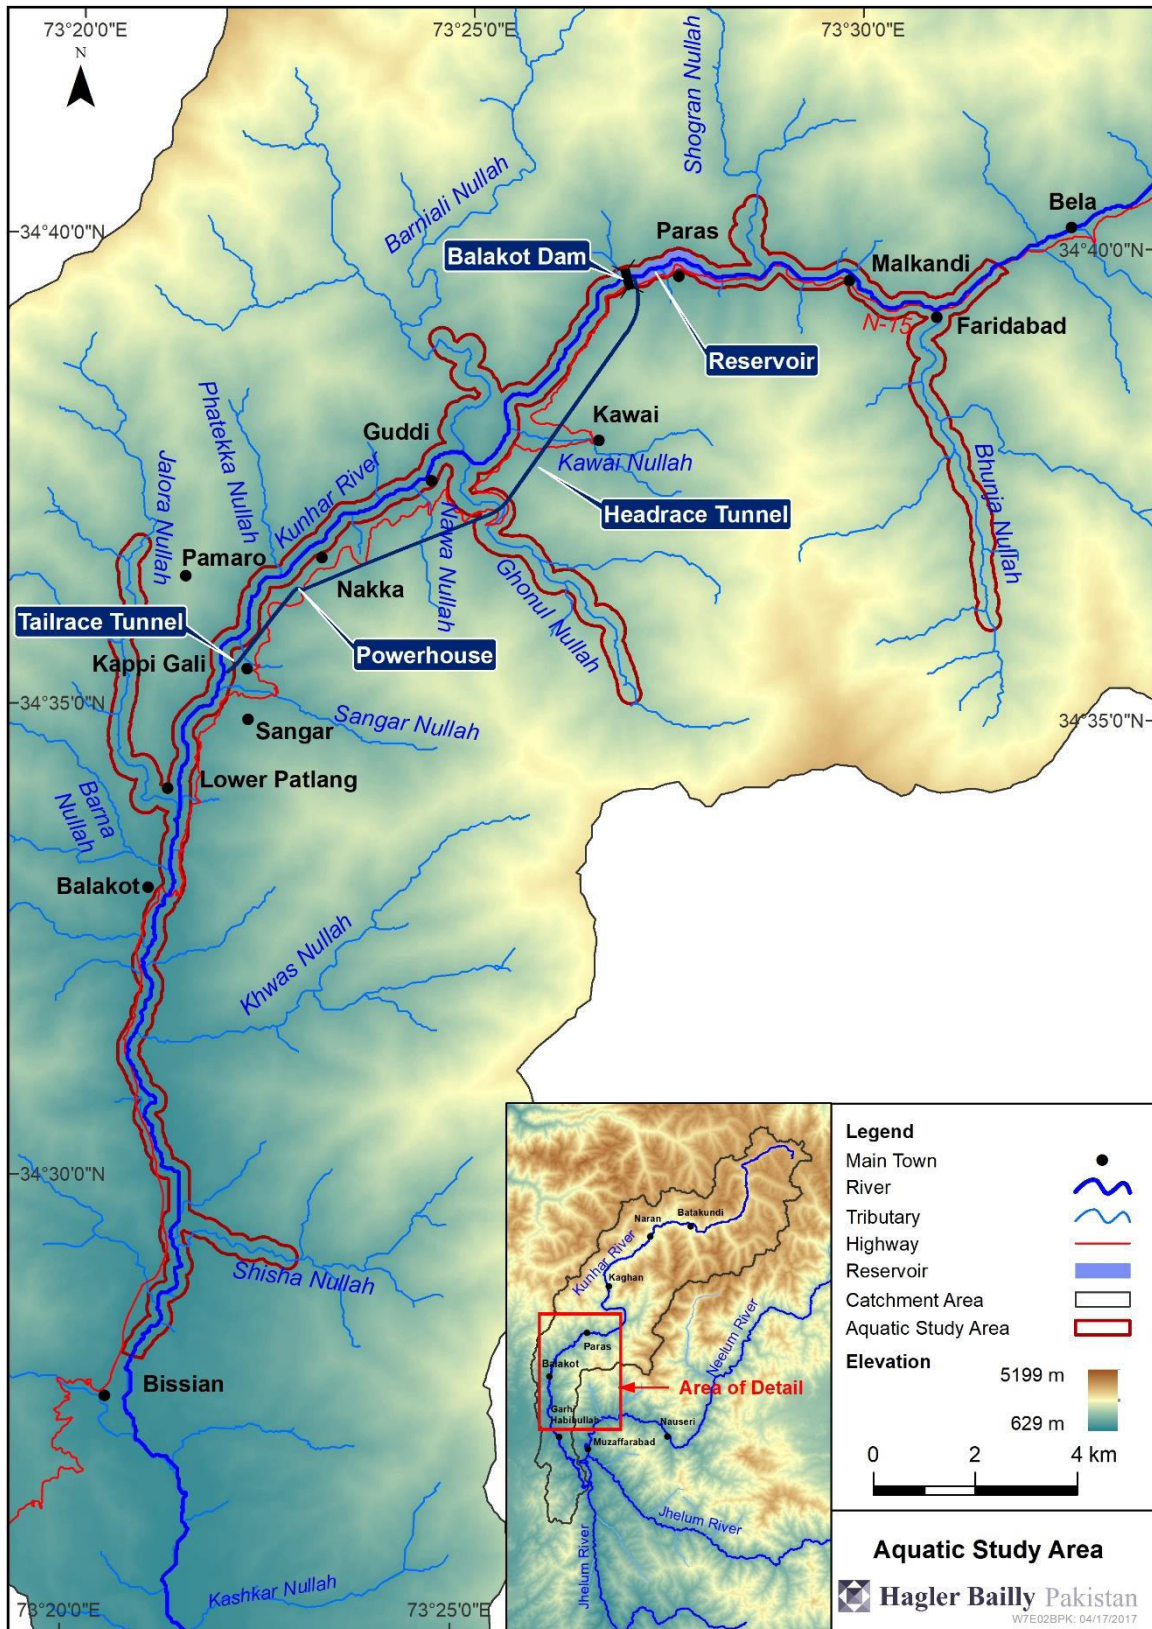 73°20'0"E
73°25'0"E
73°30'0"E
N
Shogran Nullah
Barniali Nullah
Bela
34°40'0"N
34°40'0"N
Paras
Balakot Dam
Malkandi
N-15
Faridabad
Reservoir
Phatekka Nullah
Guddi
Kawai
Kawai Nullah
Jalora Nullah
Kunhar River
Bhunja Nullah
Headrace Tunnel
Nawa Nullah
Pamaro
Nakka
Ghonul Nullah
Tailrace Tunnel
Powerhouse
Kappi Gali
34°35'0"N
34°35'0"N
Sangar Nullah
Sangar
Lower Patlang
Barna
Nullah
Balakot
Khwas Nullah
34°30'0"N
Shisha Nullah
Bissian
Kashkar Nullah
73°20'0"E
73°25'0"E
Batakundi
Naran
Kunhar River
Kaghan
Neelum River
Paras
Balakot
Area of Detail
Garhi
Habibullah
Nauseri
Muzaffarabad
Jhelum River
Jhelum River
Legend
Main Town
River
Tributary
Highway
Reservoir
Catchment Area
Aquatic Study Area
Elevation
5199 m
629 m
0 2 4 km
Aquatic Study Area
Hagler Bailly Pakistan
W7E02BPK: 04/17/2017